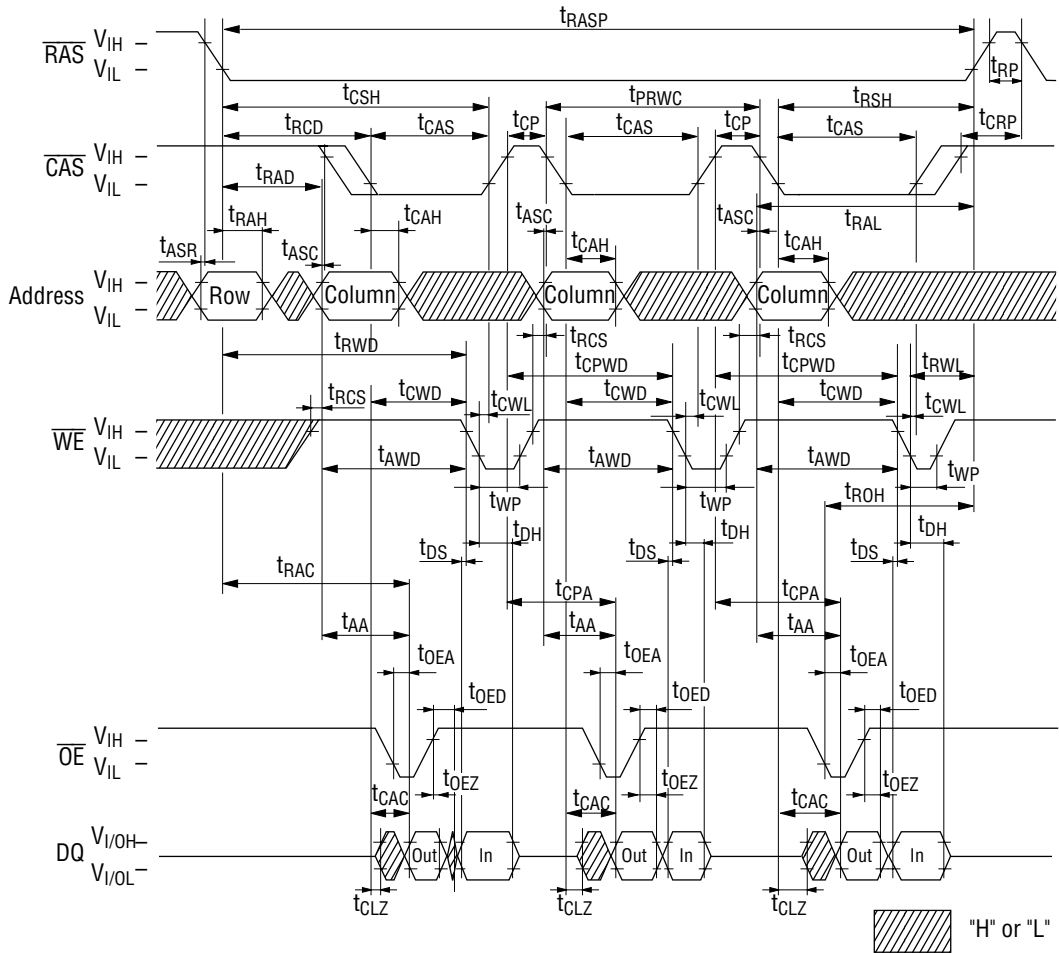 tRASP
RAS VIH
VIL
tRP
tCSH tPRWC tRSH
tRCD tCAS tCP tCAS tCP tCAS tCRP
CAS VIH
VIL
tRAD
tRAH tCAH tASC tASC tRAL
tASR tASC tCAH tCAH
Address VIH
VIL
Row Column Column Column
tRWD tRCS tRCS
tCPWD tCPWD tRWL
tRCS tCWD tCWD tCWD
tCWL tCWL tCWL
WE VIH
VIL
tAWD tAWD tAWD
tWP tWP tWP
tROH
tDH tDH tDH
tDS tDS tDS
tRAC tCPA tCPA
tAA tAA tAA
tOEA tOEA tOEA
tOED tOED tOED
OE VIH
VIL
tOEZ tOEZ tOEZ
tCAC tCAC tCAC
DQ VI/OH
VI/OL
Out In Out In Out In
tCLZ tCLZ tCLZ
"H" or "L"